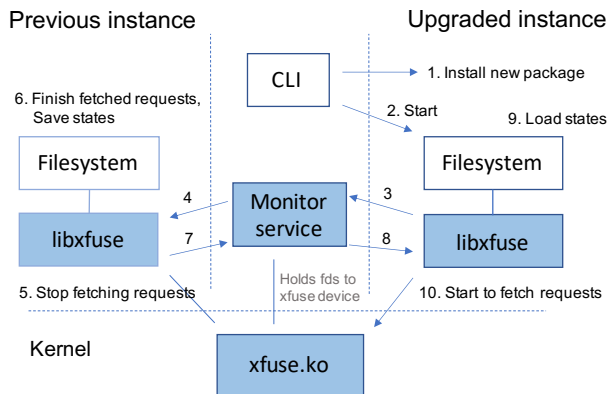 Previous instance
Upgraded instance
CLI
1. Install new package
2. Start
6. Finish fetched requests,
Save states
9. Load states
Filesystem
Filesystem
4
Monitor
service
3
libxfuse
7
8
libxfuse
5. Stop fetching requests
Holds fds to
xfuse device
10. Start to fetch requests
Kernel
xfuse.ko